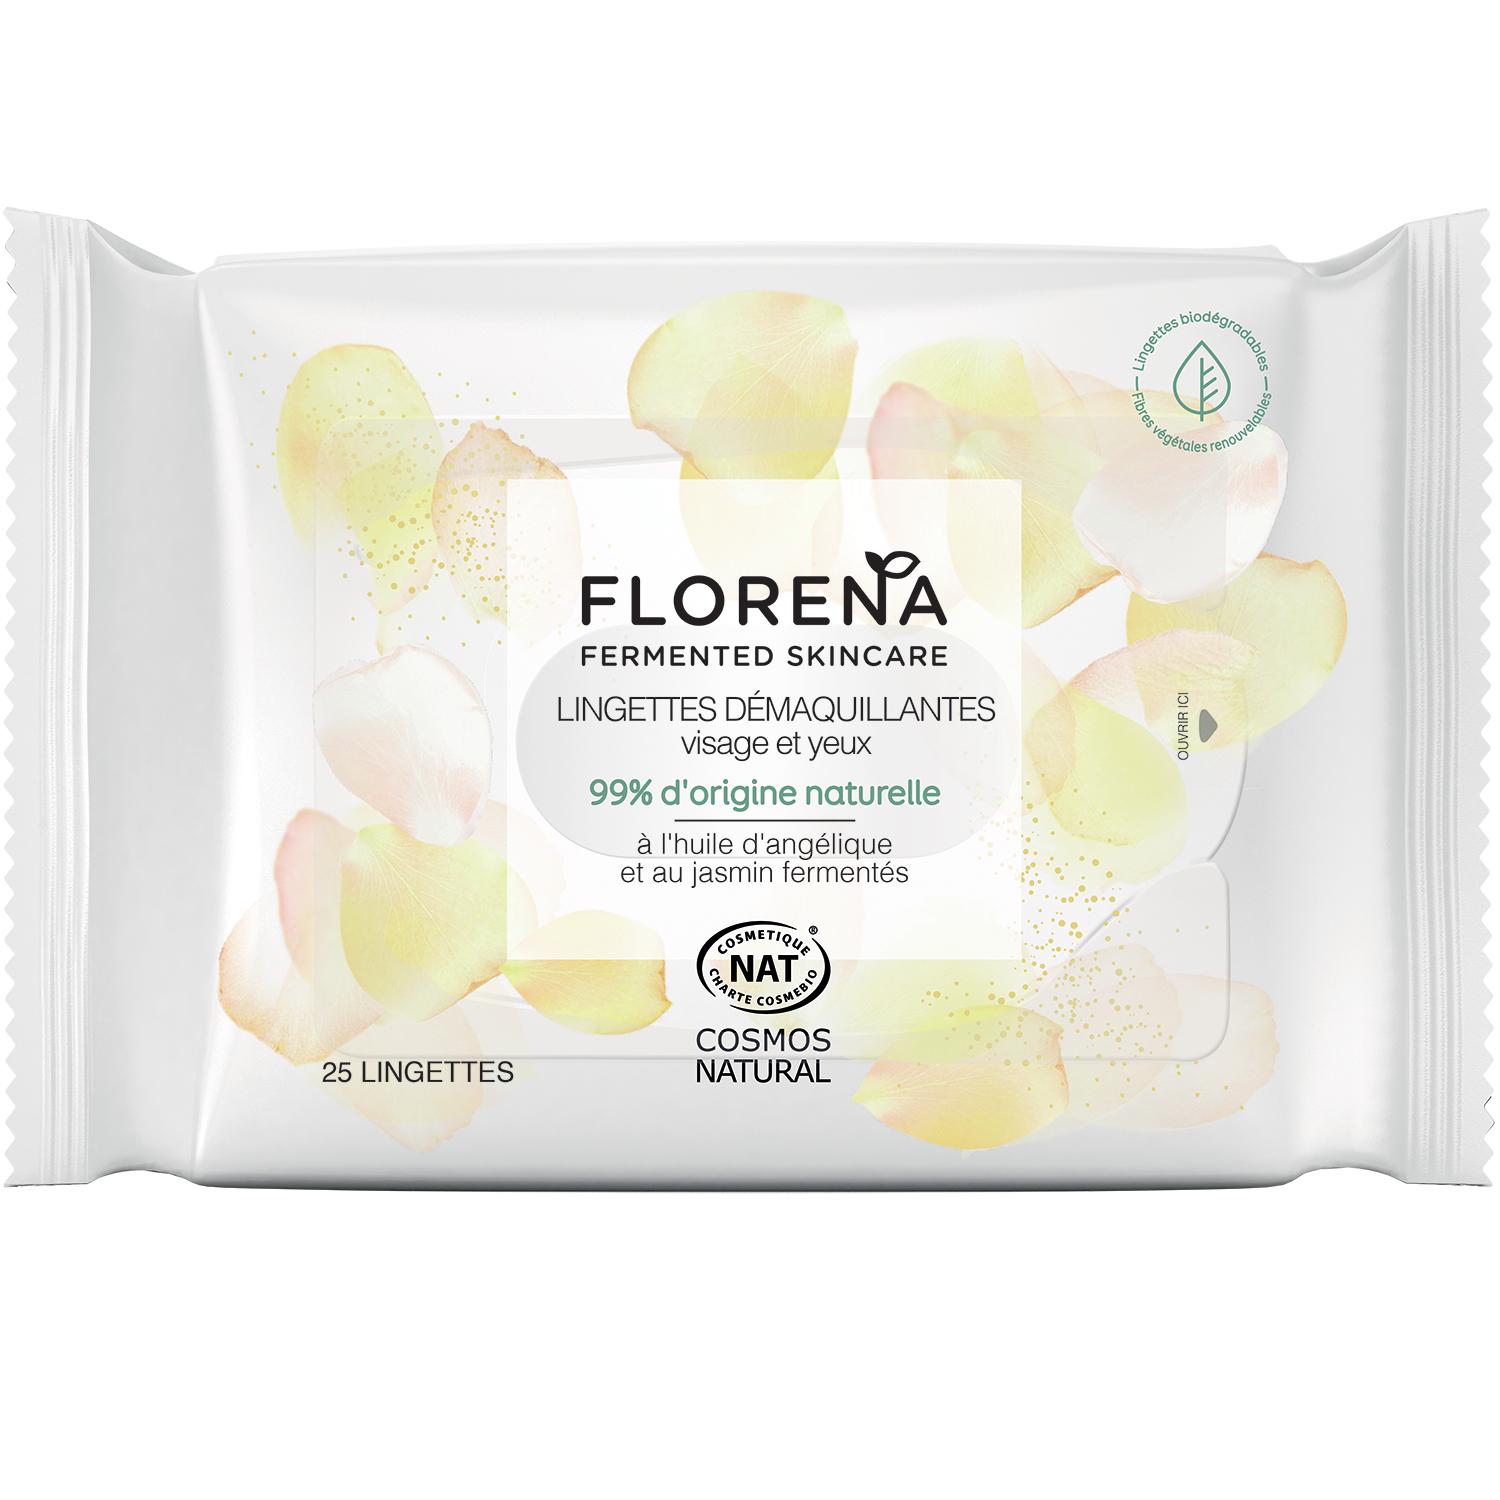 Lingettes biodégradables
Fibres végétales renouvelables
FLORENA
FERMENTED SKINCARE
LINGETTES DÉMAQUILLANTES
visage et yeux
OUVRIR ICI
99% d'origine naturelle
à l'huile d'angélique
et au jasmin fermentés
COSMETIQUE ®
NAT
CHARTE COSMEBIO
COSMOS
NATURAL
25 LINGETTES